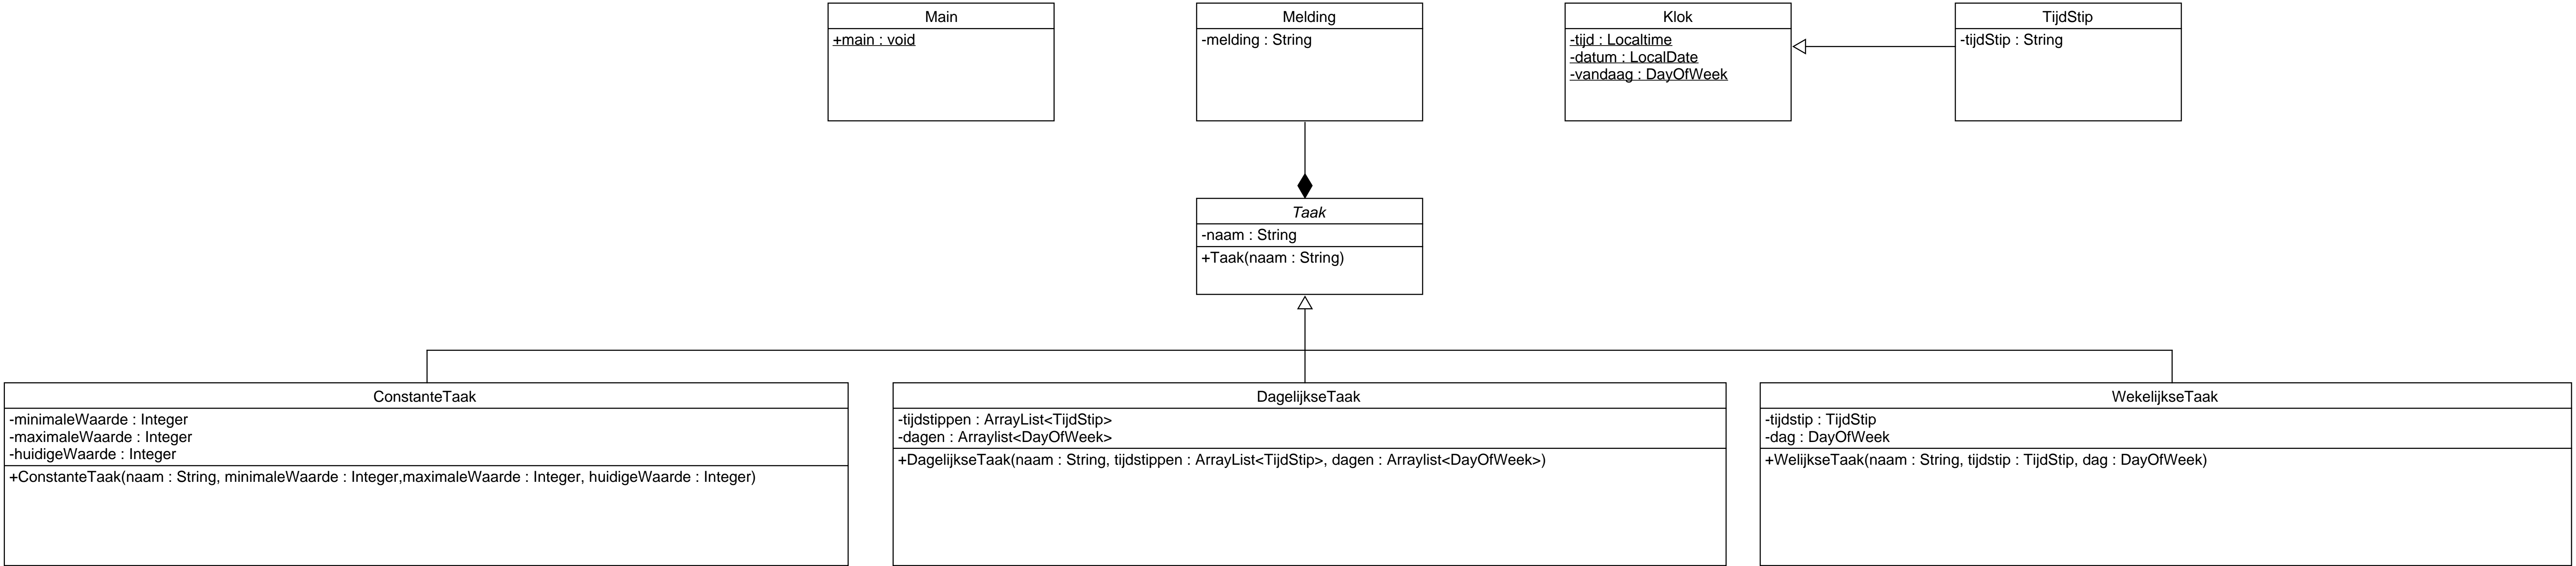 Main
+main : void
Melding
-melding : String
Klok
-tijd : Localtime
-datum : LocalDate
-vandaag : DayOfWeek
TijdStip
-tijdStip : String
Taak
-naam : String
+Taak(naam : String)
ConstanteTaak
-minimaleWaarde : Integer
-maximaleWaarde : Integer
-huidigeWaarde : Integer
+ConstanteTaak(naam : String, minimaleWaarde : Integer,maximaleWaarde : Integer, huidigeWaarde : Integer)
DagelijkseTaak
-tijdstippen : ArrayList<TijdStip>
-dagen : Arraylist<DayOfWeek>
+DagelijkseTaak(naam : String, tijdstippen : ArrayList<TijdStip>, dagen : Arraylist<DayOfWeek>)
WekelijkseTaak
-tijdstip : TijdStip
-dag : DayOfWeek
+WelijkseTaak(naam : String, tijdstip : TijdStip, dag : DayOfWeek)